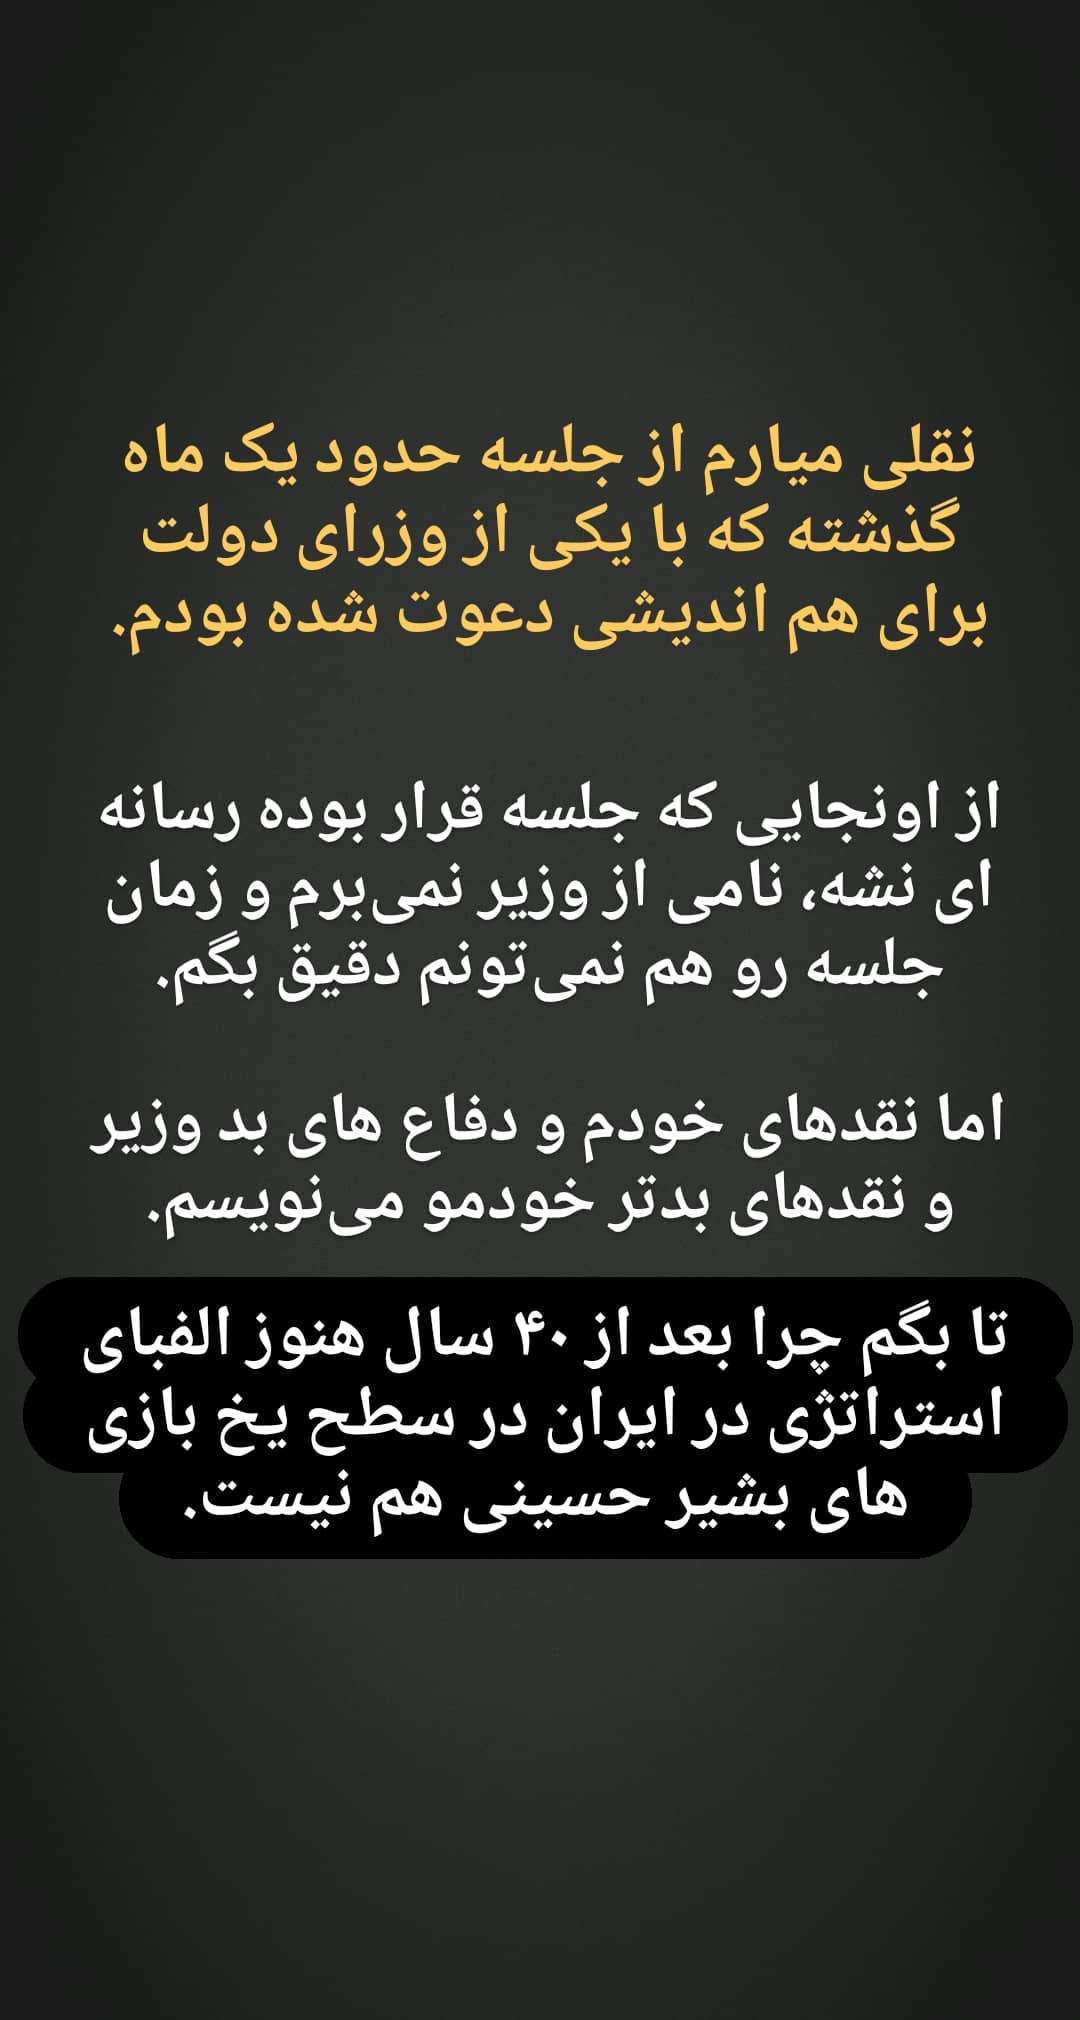 نقلی میارم از جلسه حدود یک ماه
گذشته که با یکی از وزرای دولت
برای هم اندیشی دعوت شده بودم.
از اونجایی که جلسه قرار بوده رسانه
ای نشه، نامی از وزیر نمی‌برم و زمان
جلسه رو هم نمی‌تونم دقیق بگم.
اما نقدهای خودم و دفاع های بد وزیر
و نقدهای بدتر خودمو می‌نویسم.
تا بگم چرا بعد از ۴۰ سال هنوز الفبای
استراتژی در ایران در سطح یخ بازی
های بشیر حسینی هم نیست.